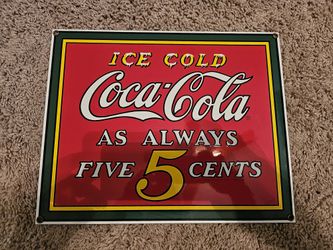 ICE COLD
Coca-Cola
AS ALWAYS
FIVE 5 CENTS